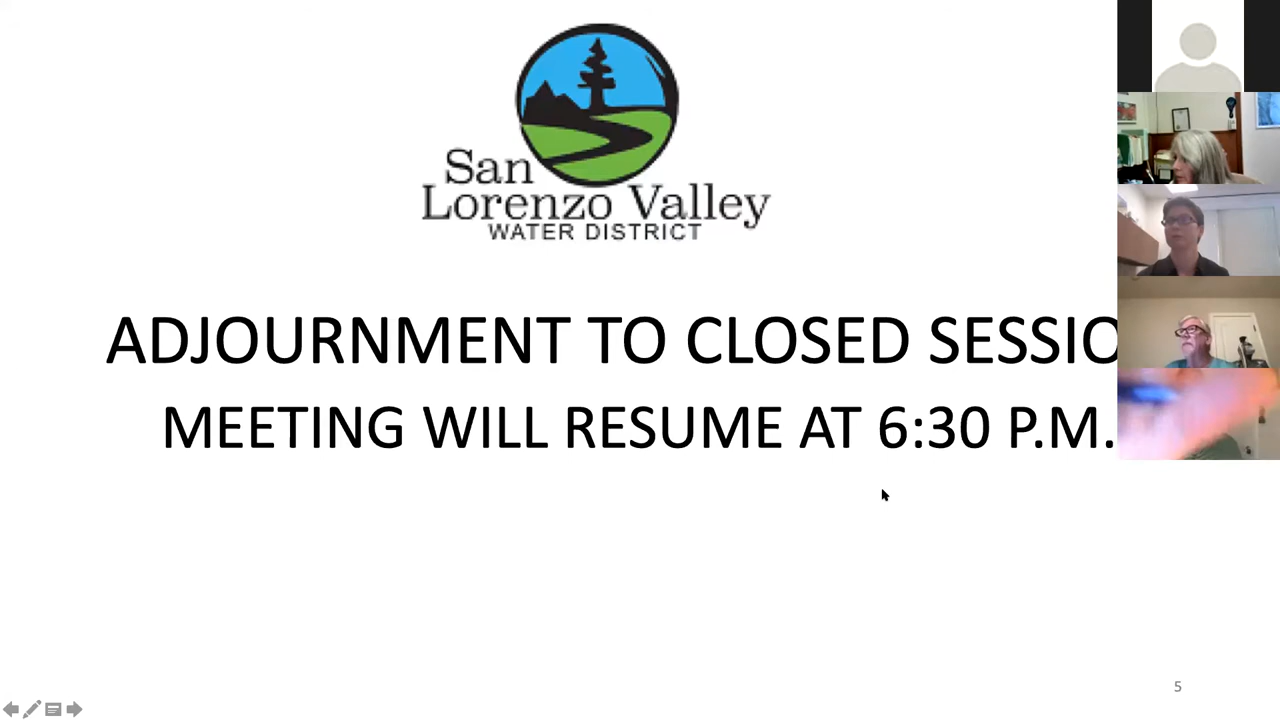 San
Lorenzo Valley
WATER DISTRICT
ADJOURNMENT TO CLOSED SESSIO
MEETING WILL RESUME AT 6:30 P.M.
5